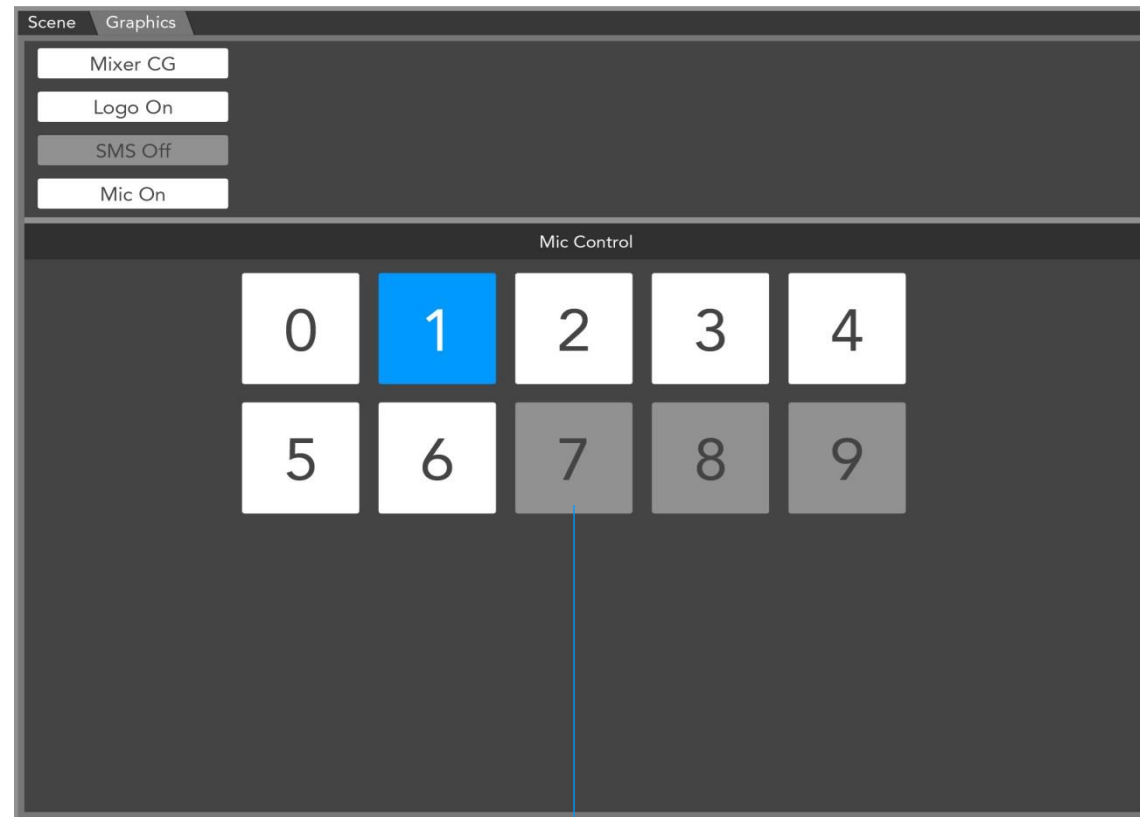 Scene Graphics
Mixer CG
Logo On
SMS Off
Mic On
Mic Control
0 1 2 3 4
5 6 7 8 9